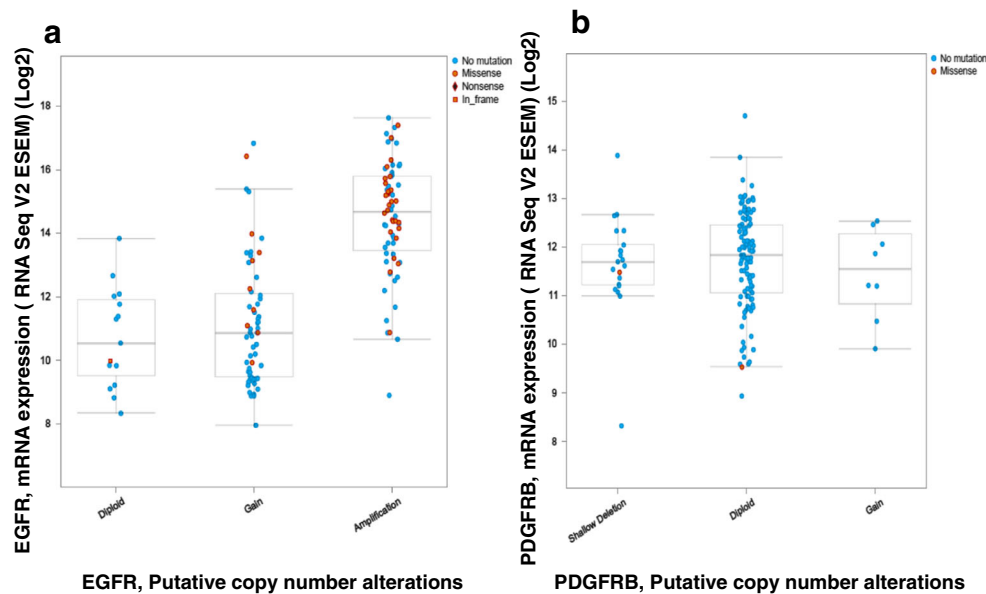 a
EGFR, mRNA expression ( RNA Seq V2 ESEM) (Log2)
18
16
14
12
10
8
No mutation
Missense
Nonsense
In_frame
Diploid
Gain
Amplification
EGFR, Putative copy number alterations
b
PDGFRB, mRNA expression ( RNA Seq V2 ESEM) (Log2)
15
14
13
12
11
10
9
8
No mutation
Missense
Shallow Deletion
Diploid
Gain
PDGFRB, Putative copy number alterations